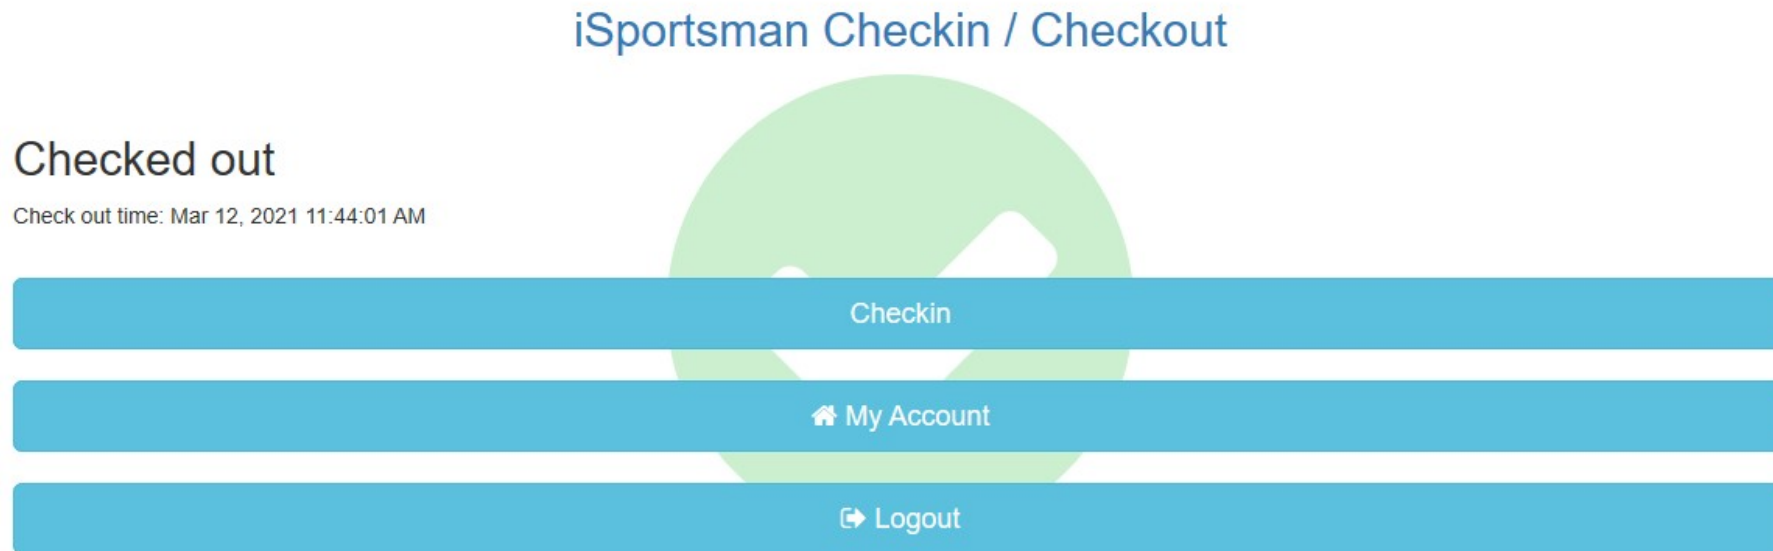 iSportsman Checkin / Checkout
Checked out
Check out time: Mar 12, 2021 11:44:01 AM
Checkin
My Account
Logout